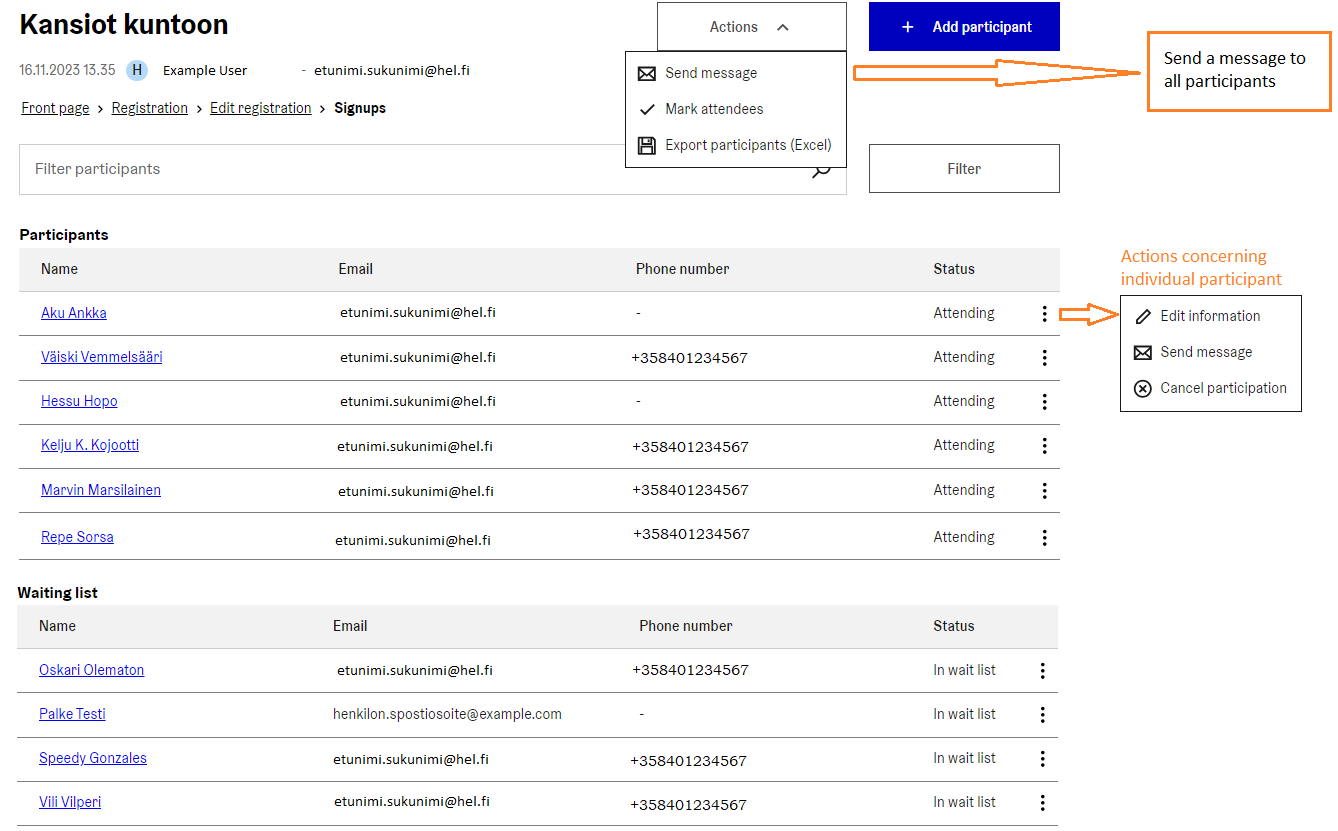 Kansiot kuntoon
Actions
+ Add participant
16.11.2023 13.35 H Example User - etunimi.sukunimi@hel.fi
Front page > Registration > Edit registration > Signups
Send message
Mark attendees
Export participants (Excel)
Send a message to
all participants
Filter participants
Filter
Participants
Name Email Phone number Status
Aku Ankka etunimi.sukunimi@hel.fi - Attending
Väiski Vemmelsääri etunimi.sukunimi@hel.fi +358401234567 Attending
Hessu Hopo etunimi.sukunimi@hel.fi - Attending
Kelju K. Kojootti etunimi.sukunimi@hel.fi +358401234567 Attending
Marvin Marsilainen etunimi.sukunimi@hel.fi +358401234567 Attending
Repe Sorsa etunimi.sukunimi@hel.fi +358401234567 Attending
Actions concerning
individual participant
Edit information
Send message
Cancel participation
Waiting list
Name Email Phone number Status
Oskari Olematon etunimi.sukunimi@hel.fi +358401234567 In wait list
Palke Testi henkilon.spostiosoite@example.com - In wait list
Speedy Gonzales etunimi.sukunimi@hel.fi +358401234567 In wait list
Vili Vilperi etunimi.sukunimi@hel.fi +358401234567 In wait list